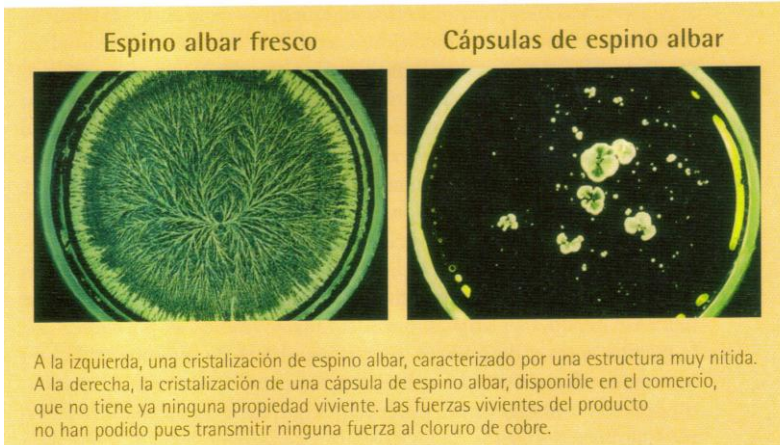 Espino albar fresco
Cápsulas de espino albar
A la izquierda, una cristalización de espino albar, caracterizado por una estructura muy nítida.
A la derecha, la cristalización de una cápsula de espino albar, disponible en el comercio,
que no tiene ya ninguna propiedad viviente. Las fuerzas vivientes del producto
no han podido pues transmitir ninguna fuerza al cloruro de cobre.